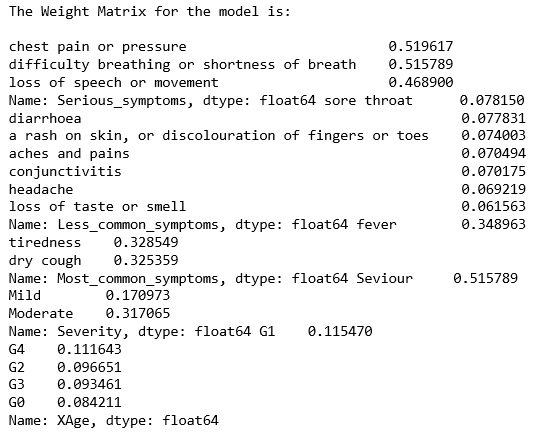 The Weight Matrix for the model is:
chest pain or pressure 0.519617
difficulty breathing or shortness of breath 0.515789
loss of speech or movement 0.468900
Name: Serious_symptoms, dtype: float64 sore throat 0.078150
diarrhoea 0.077831
a rash on skin, or discolouration of fingers or toes 0.074003
aches and pains 0.070494
conjunctivitis 0.070175
headache 0.069219
loss of taste or smell 0.061563
Name: Less_common_symptoms, dtype: float64 fever 0.348963
tiredness 0.328549
dry cough 0.325359
Name: Most_common_symptoms, dtype: float64 Seviour 0.515789
Mild 0.170973
Moderate 0.317065
Name: Severity, dtype: float64 G1 0.115470
G4 0.111643
G2 0.096651
G3 0.093461
G0 0.084211
Name: XAge, dtype: float64